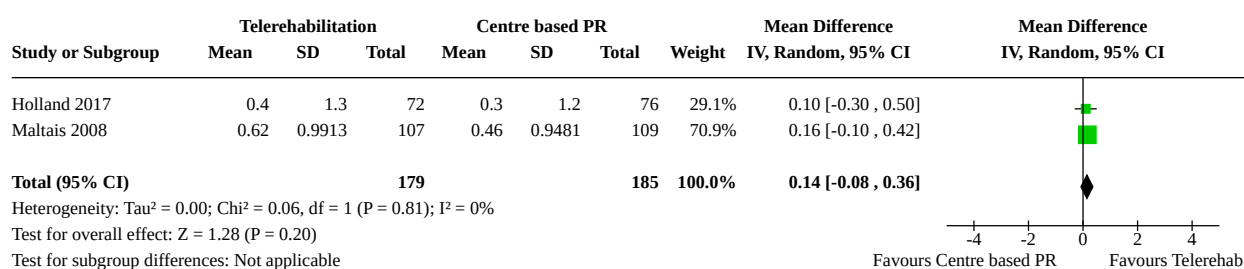 Telerehabilitation Centre based PR Mean Difference Mean Difference
Study or Subgroup Mean SD Total Mean SD Total Weight IV, Random, 95% CI IV, Random, 95% CI
Holland 2017 0.4 1.3 72 0.3 1.2 76 29.1% 0.10 [-0.30 , 0.50]
Maltais 2008 0.62 0.9913 107 0.46 0.9481 109 70.9% 0.16 [-0.10 , 0.42]
Total (95% CI) 179 185 100.0% 0.14 [-0.08 , 0.36]
Heterogeneity: Tau² = 0.00; Chi² = 0.06, df = 1 (P = 0.81); I² = 0%
Test for overall effect: Z = 1.28 (P = 0.20)
-4 -2 0 2 4
Test for subgroup differences: Not applicable Favours Centre based PR Favours Telerehab